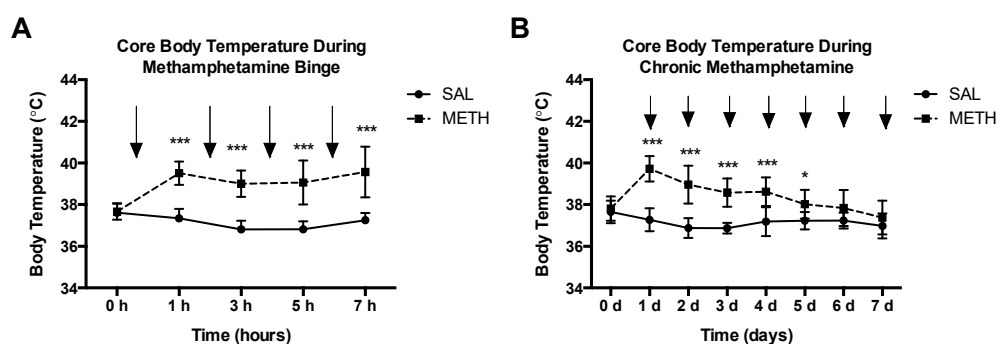 A
Core Body Temperature During
Methamphetamine Binge
44
42
40
38
36
34
Body Temperature (°C)
***
***
***
***
SAL
METH
0 h 1 h 3 h 5 h 7 h
Time (hours)
B
Core Body Temperature During
Chronic Methamphetamine
44
42
40
38
36
34
Body Temperature (°C)
***
***
***
***
*
SAL
METH
0 d 1 d 2 d 3 d 4 d 5 d 6 d 7 d
Time (days)